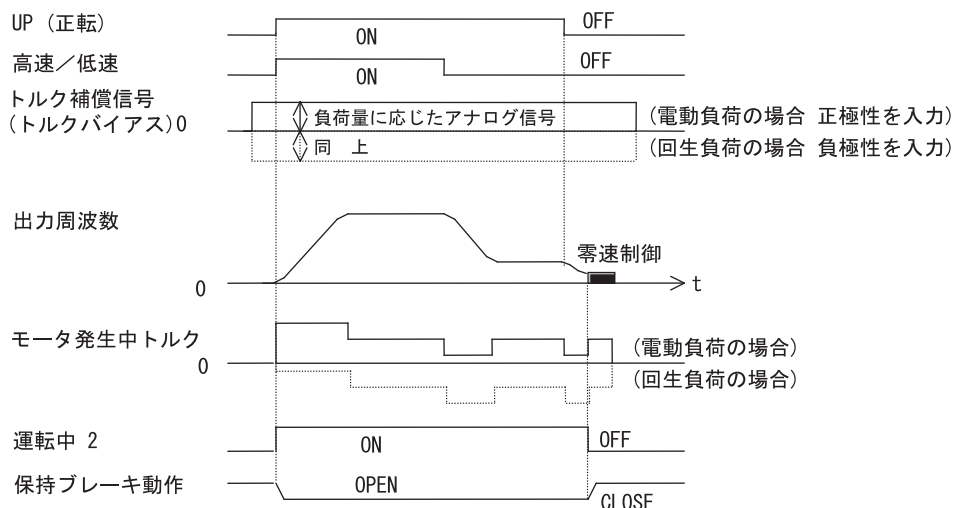 UP（正転）
ON
OFF
高速／低速
ON
OFF
トルク補償信号
(トルクバイアス)0
負荷量に応じたアナログ信号
(電動負荷の場合 正極性を入力)
同　上
(回生負荷の場合 負極性を入力)
出力周波数
零速制御
0
t
モータ発生中トルク
0
(電動負荷の場合)
(回生負荷の場合)
運転中 2
ON
OFF
保持ブレーキ動作
OPEN
CLOSE